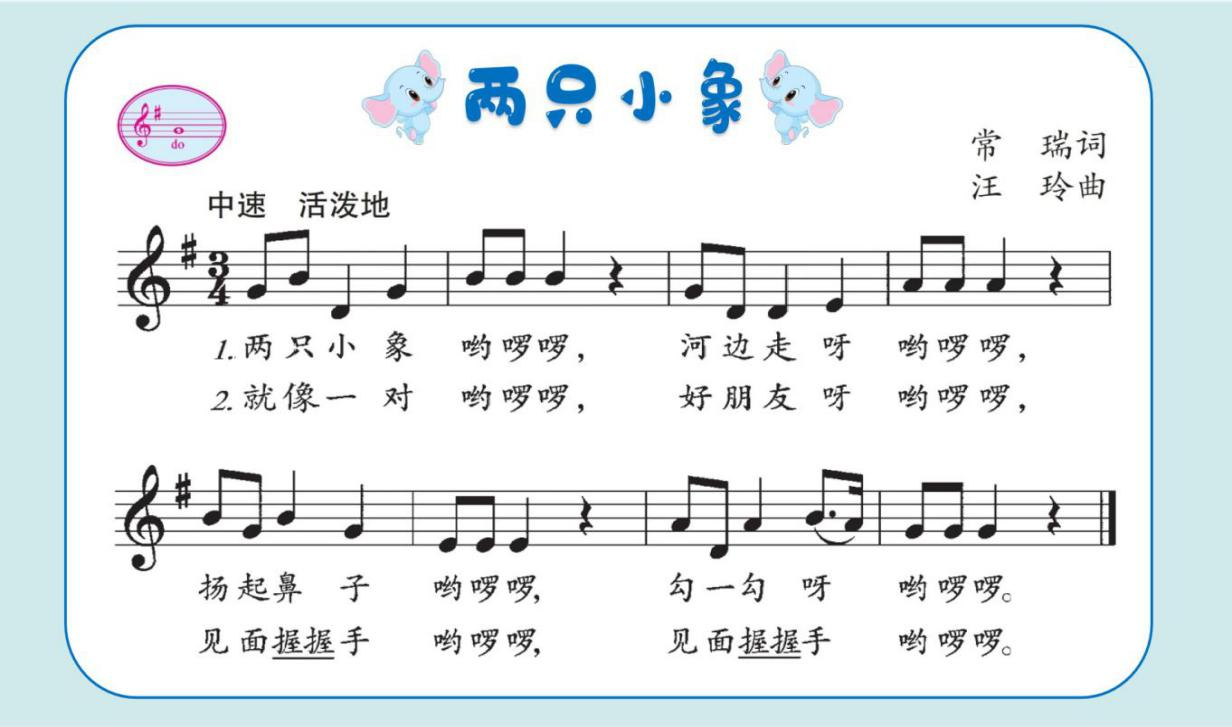 两只小象
do
常 瑞词
汪 玲曲
中速 活泼地
3
4
1. 两只小象 哟啰啰， 河边走呀 哟啰啰，
2. 就像一对 哟啰啰， 好朋友呀 哟啰啰，
扬起鼻子 哟啰啰， 勾一勾呀 哟啰啰。
见面握握手 哟啰啰， 见面握握手 哟啰啰。